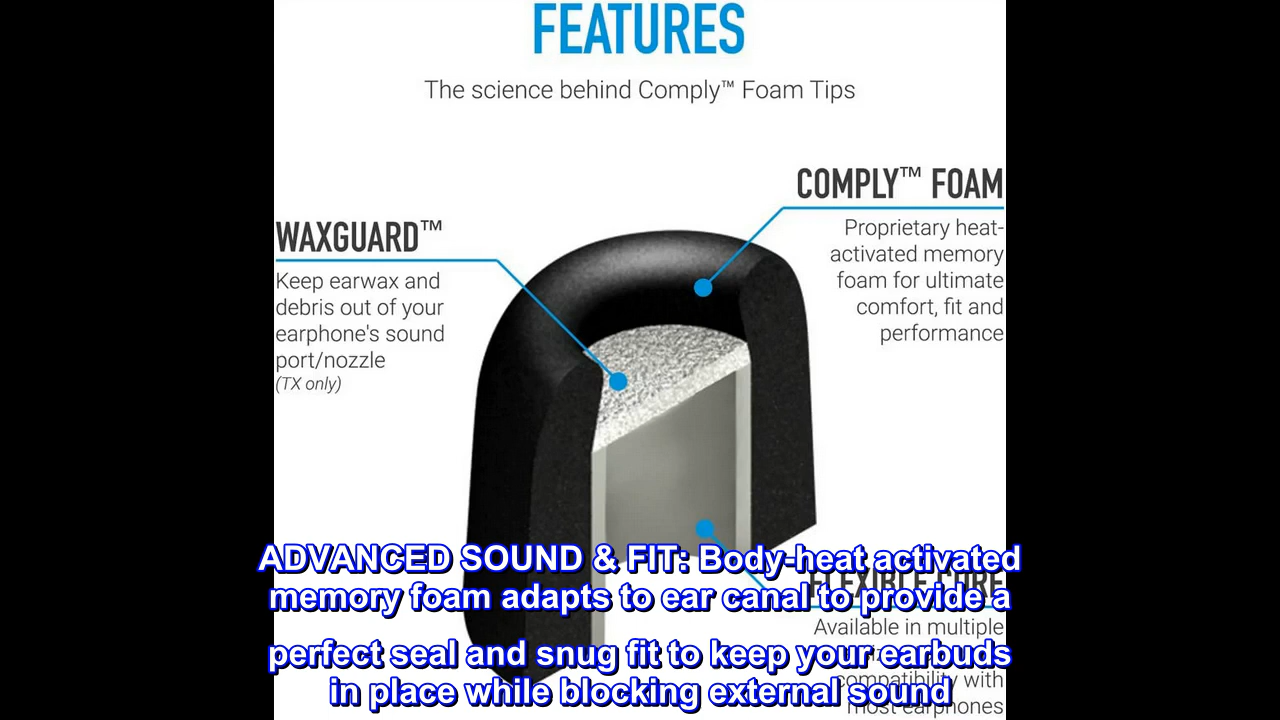 FEATURES
The science behind Comply™ Foam Tips
COMPLY™ FOAM
Proprietary heat-
activated memory
foam for ultimate
comfort, fit and
performance
WAXGUARD™
Keep earwax and
debris out of your
earphone's sound
port/nozzle
(TX only)
FLEXIBLE CORE
Available in multiple
compatibility with
most earphones
ADVANCED SOUND & FIT: Body-heat activated
memory foam adapts to ear canal to provide a
perfect seal and snug fit to keep your earbuds
in place while blocking external sound